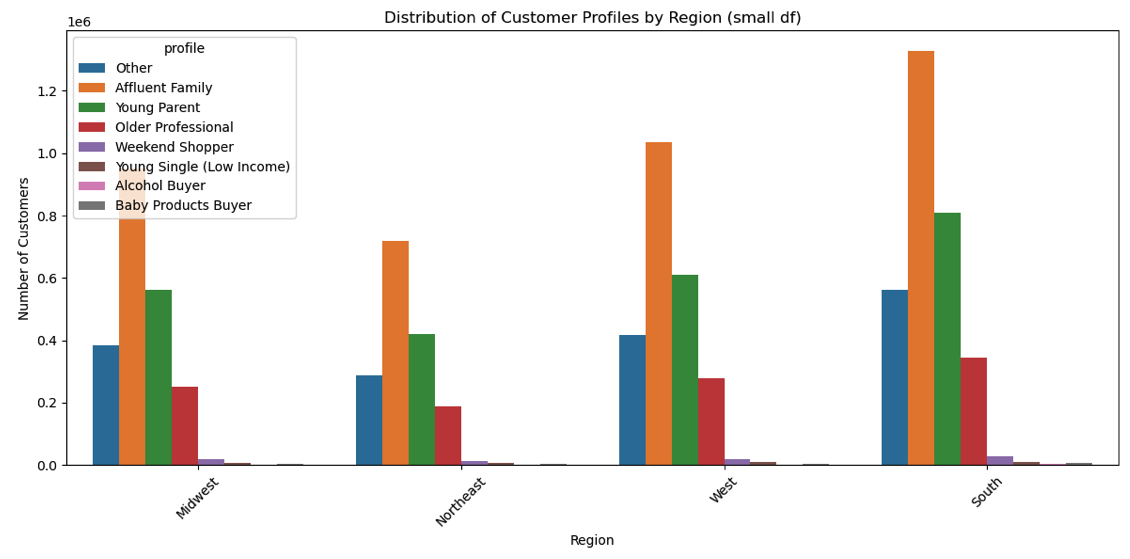 Distribution of Customer Profiles by Region (small df)
1e6
profile
Other
Affluent Family
Young Parent
Older Professional
Weekend Shopper
Young Single (Low Income)
Alcohol Buyer
Baby Products Buyer
Number of Customers
1.2
1.0
0.8
0.6
0.4
0.2
0.0
Midwest
Northeast
West
South
Region